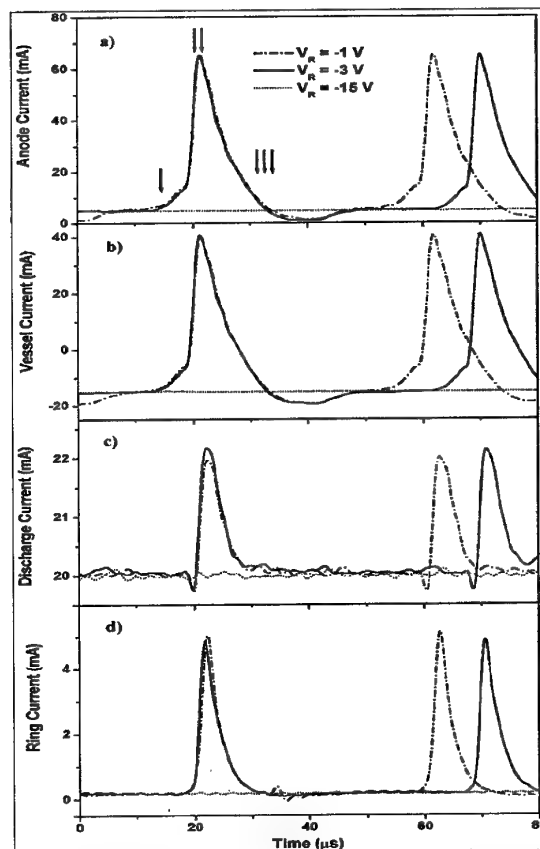 a)
V_R = -1 V
V_R = -3 V
V_R = -15 V
Anode Current (mA)
80
60
40
20
0
b)
Vessel Current (mA)
40
20
0
-20
c)
Discharge Current (mA)
22
21
20
d)
Ring Current (mA)
4
2
0
0
20
40
60
80
Time (µs)